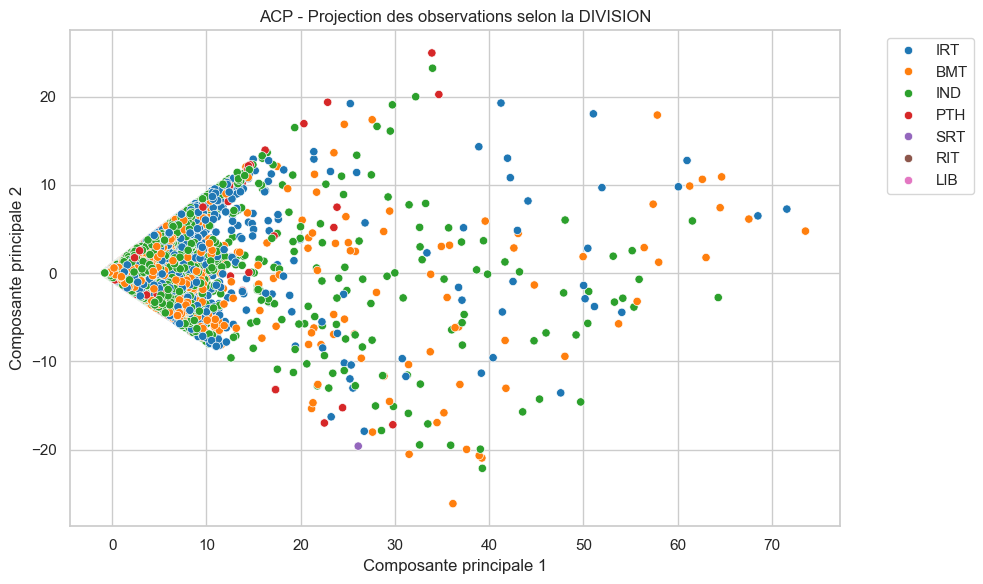 ACP - Projection des observations selon la DIVISION
IRT
BMT
IND
PTH
SRT
RIT
LIB
20
10
0
−10
−20
Composante principale 2
0 10 20 30 40 50 60 70
Composante principale 1